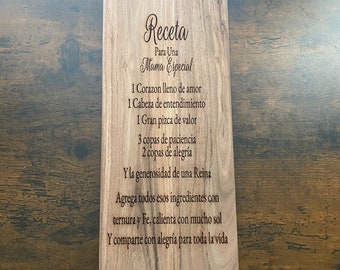 Receta
Para Una
Mama Especial
1 Corazon lleno de amor
1 Cabeza de entendimiento
1 Gran pizca de valor
3 copas de paciencia
2 copas de alegría
Y la generosidad de una Reina
Agrega todos esos ingredientes con
ternura y Fe, calienta con mucho sol
Y comparte con alegría para toda la vida